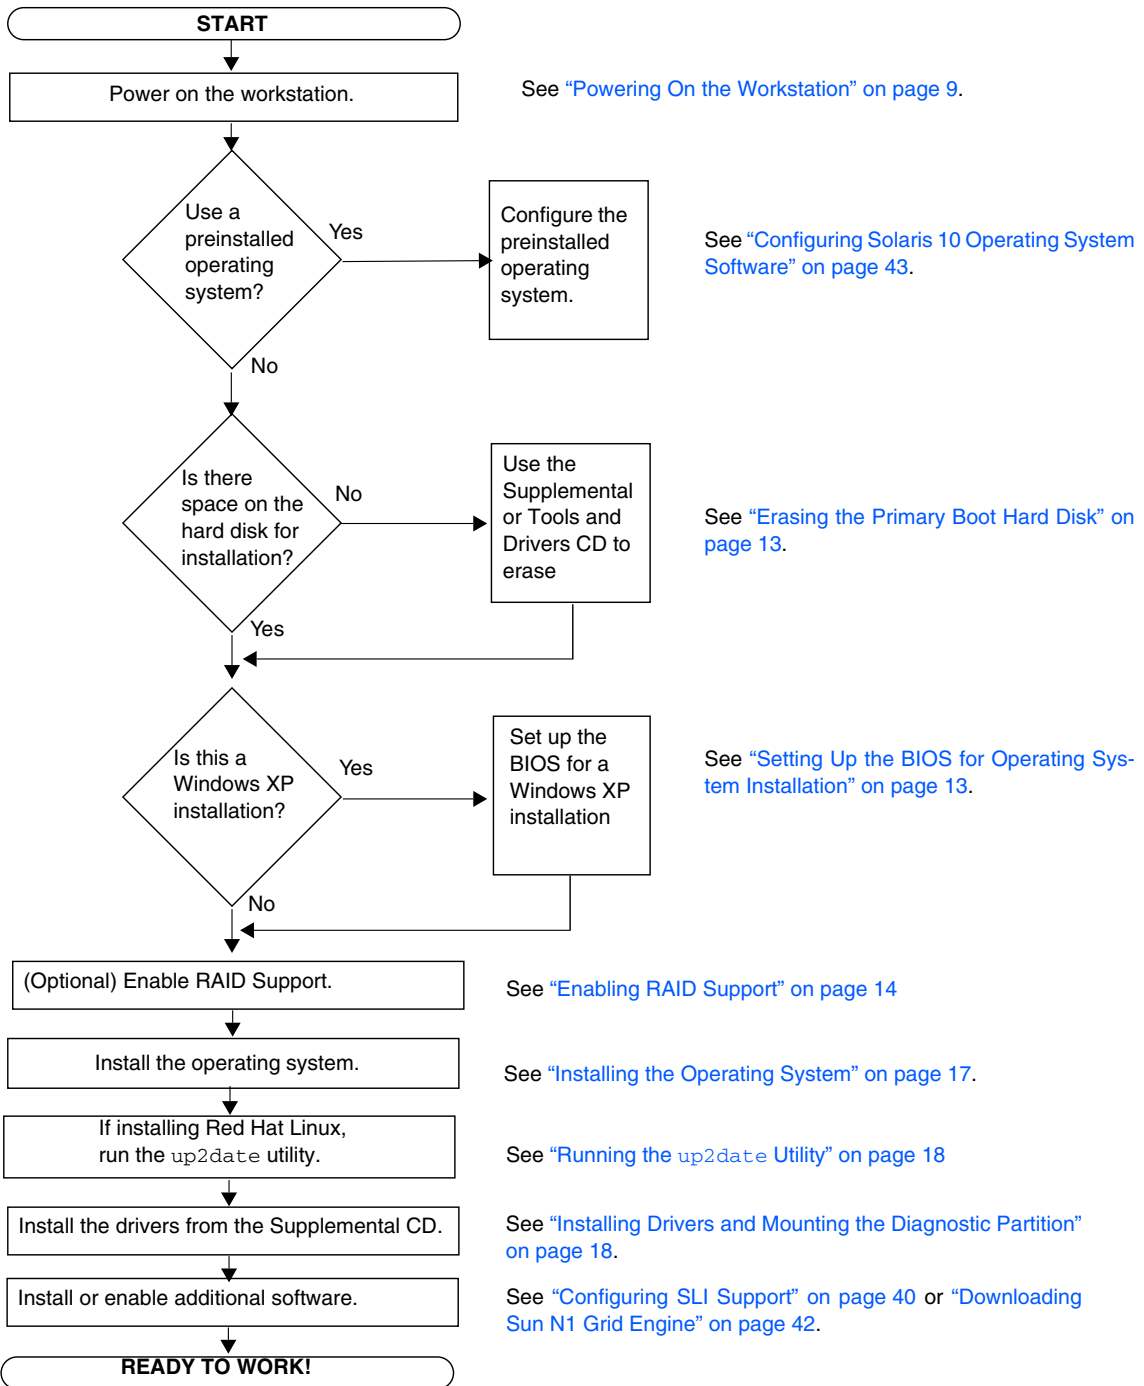 START
Power on the workstation.
See “Powering On the Workstation” on page 9.
Use a
preinstalled
operating
system?
Yes
Configure the
preinstalled
operating
system.
See “Configuring Solaris 10 Operating System
Software” on page 43.
No
Is there
space on the
hard disk for
installation?
No
Use the
Supplemental
or Tools and
Drivers CD to
erase
See “Erasing the Primary Boot Hard Disk” on
page 13.
Yes
Is this a
Windows XP
installation?
Yes
Set up the
BIOS for a
Windows XP
installation
See “Setting Up the BIOS for Operating Sys-
tem Installation” on page 13.
No
(Optional) Enable RAID Support.
See “Enabling RAID Support” on page 14
Install the operating system.
See “Installing the Operating System” on page 17.
If installing Red Hat Linux,
run the up2date utility.
See “Running the up2date Utility” on page 18
Install the drivers from the Supplemental CD.
See “Installing Drivers and Mounting the Diagnostic Partition”
on page 18.
Install or enable additional software.
See “Configuring SLI Support” on page 40 or “Downloading
Sun N1 Grid Engine” on page 42.
READY TO WORK!